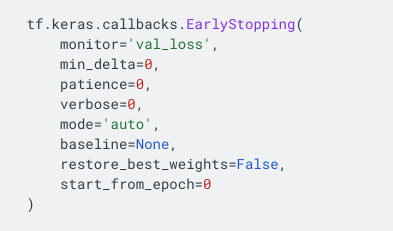 tf.keras.callbacks.EarlyStopping(
    monitor='val_loss',
    min_delta=0,
    patience=0,
    verbose=0,
    mode='auto',
    baseline=None,
    restore_best_weights=False,
    start_from_epoch=0
)